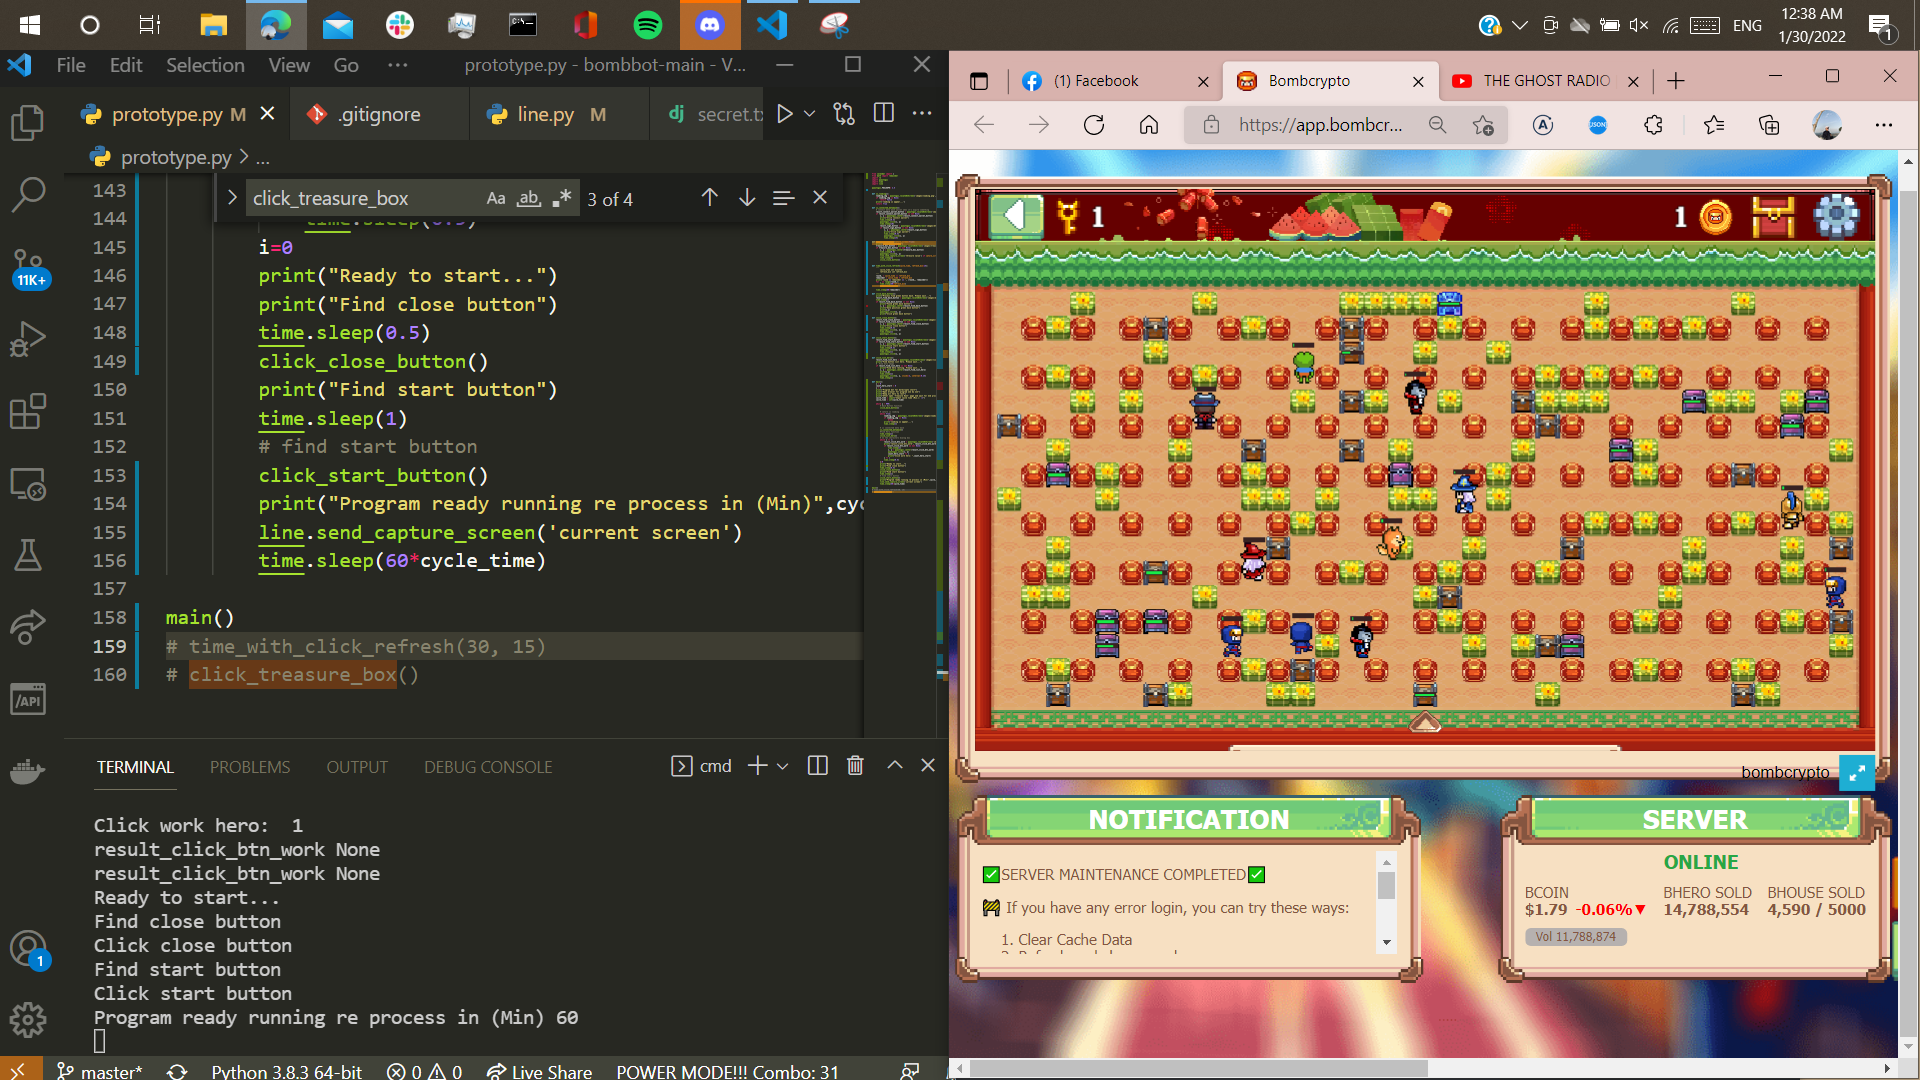 ENG
12:38 AM
1/30/2022
1
File Edit Selection View Go ···
prototype.py - bombbot-main - V...
prototype.py M
.gitignore
line.py M
secret.tx
prototype.py > ...
click_treasure_box
Aa ab .*
3 of 4
11K+
143
144
145 i=0
146 print("Ready to start...")
147 print("Find close button")
148 time.sleep(0.5)
149 click_close_button()
150 print("Find start button")
151 time.sleep(1)
152 # find start button
153 click_start_button()
154 print("Program ready running re process in (Min)",cyc
155 line.send_capture_screen('current screen')
156 time.sleep(60*cycle_time)
157
158 main()
159 # time_with_click_refresh(30, 15)
160 # click_treasure_box()
/API
TERMINAL PROBLEMS OUTPUT DEBUG CONSOLE
cmd
Click work hero:  1
result_click_btn_work None
result_click_btn_work None
Ready to start...
Find close button
Click close button
Find start button
Click start button
Program ready running re process in (Min) 60
1
master* Python 3.8.3 64-bit 0 0 Live Share POWER MODE!!! Combo: 31
(1) Facebook
Bombcrypto
THE GHOST RADIO
https://app.bombcr...
JSON
1
1
bombcrypto
NOTIFICATION
✅SERVER MAINTENANCE COMPLETED✅
🚧 If you have any error login, you can try these ways:
1. Clear Cache Data
SERVER
ONLINE
BCOIN BHERO SOLD BHOUSE SOLD
$1.79 -0.06%▼ 14,788,554 4,590 / 5000
Vol 11,788,874